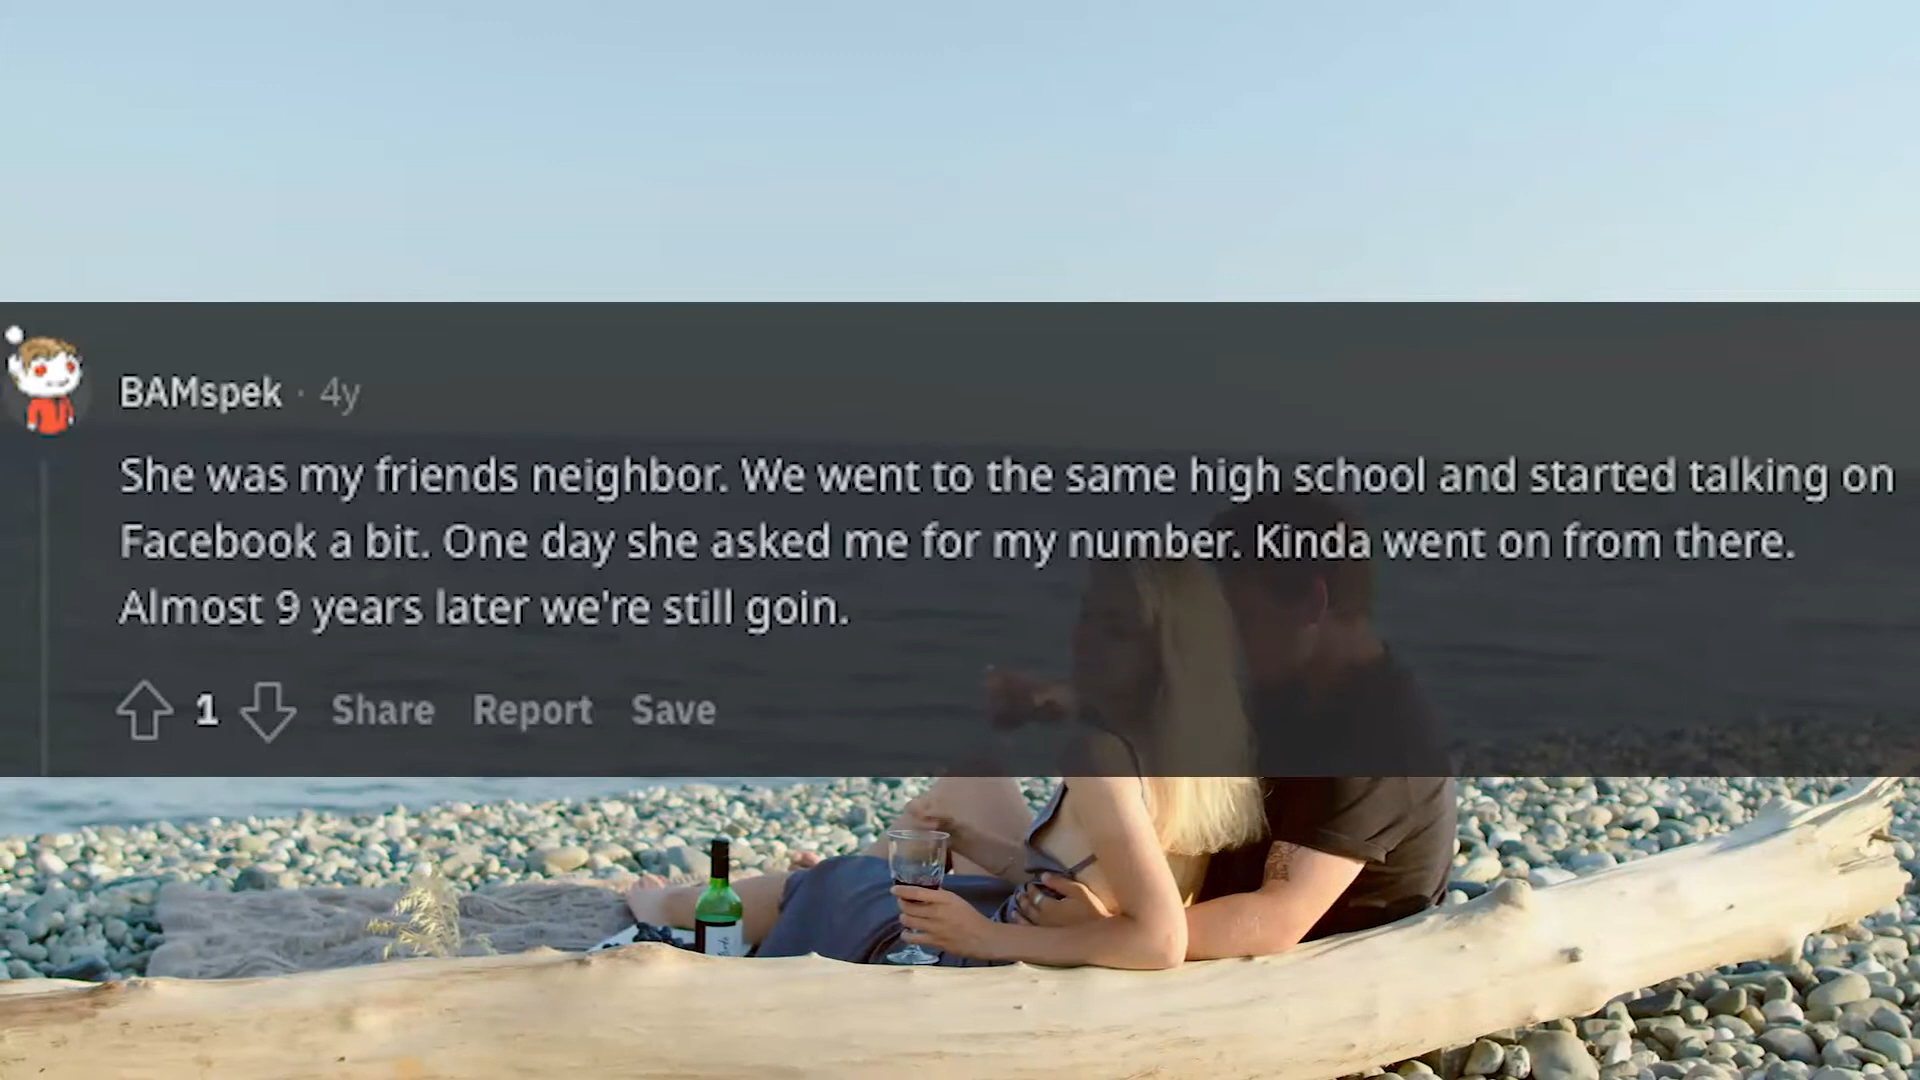 BAMspek · 4y
She was my friends neighbor. We went to the same high school and started talking on
Facebook a bit. One day she asked me for my number. Kinda went on from there.
Almost 9 years later we're still goin.
1 Share Report Save